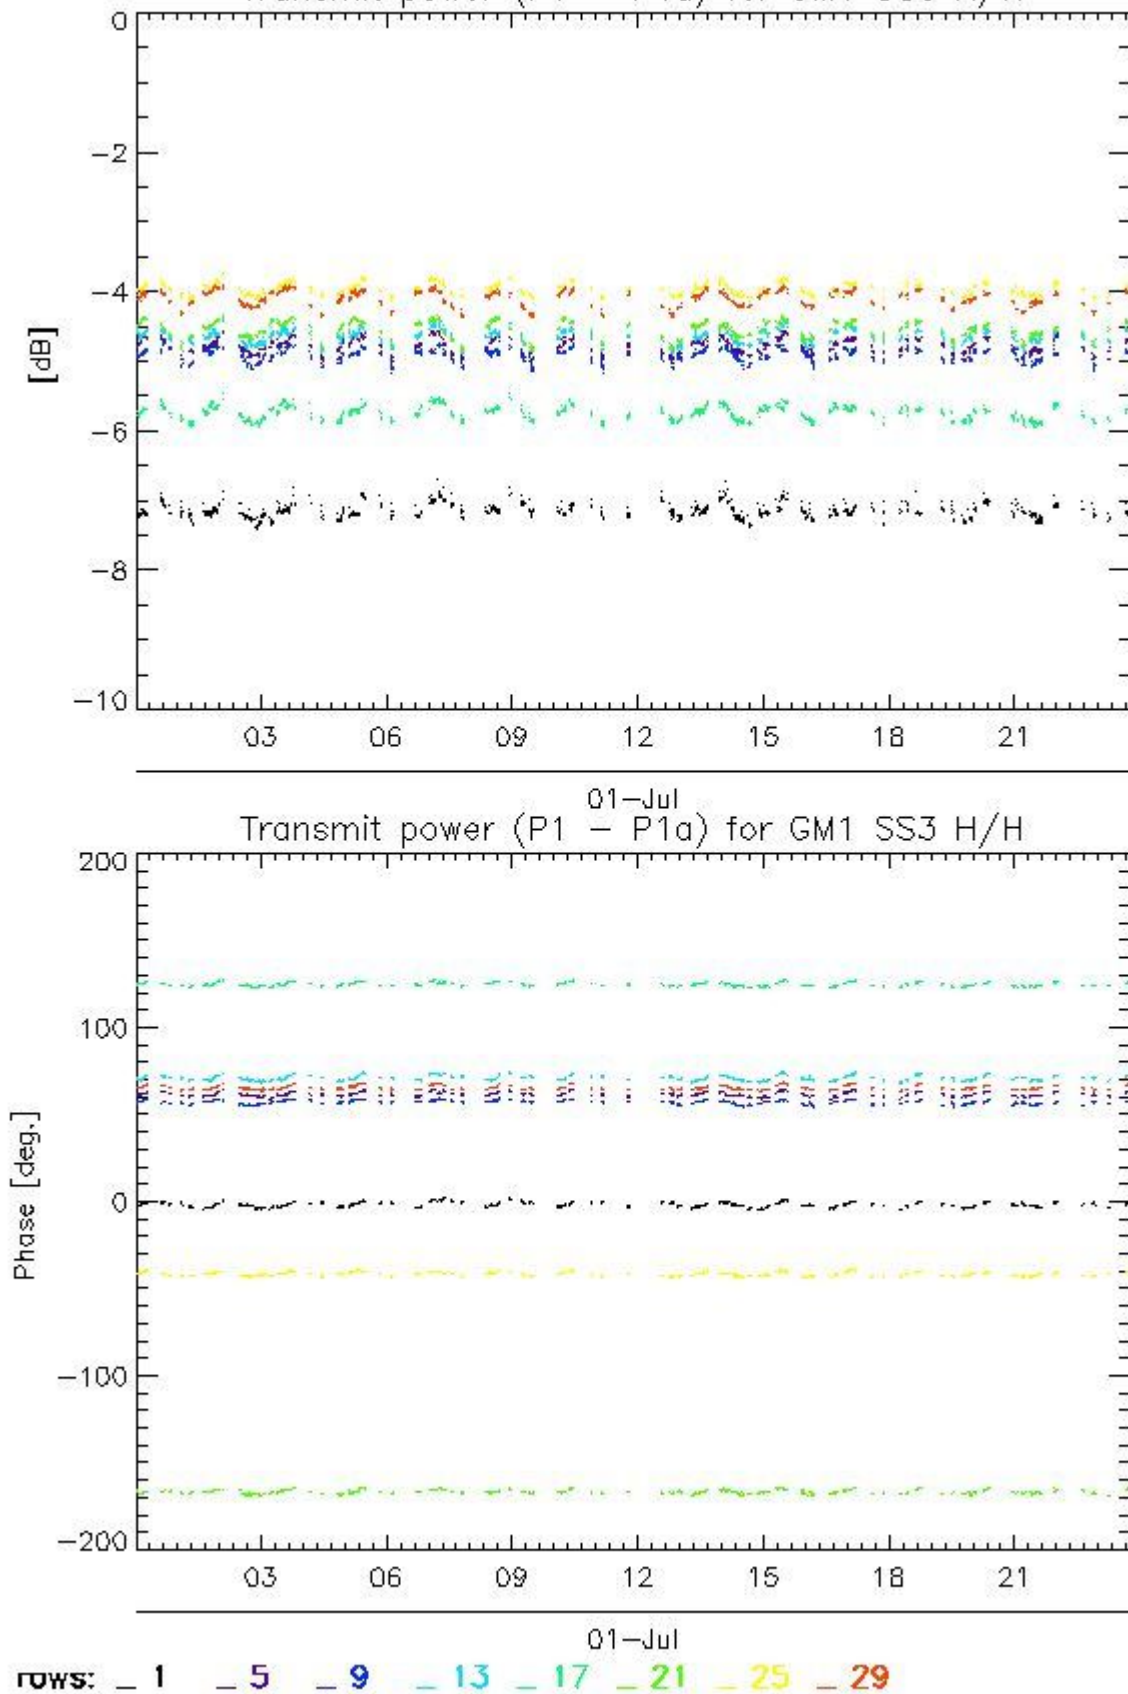 0
−2
−4
−6
−8
−10
[dB]
03 06 09 12 15 18 21
01−Jul
Transmit power (P1 − P1a) for GM1 SS3 H/H
200
100
0
−100
−200
Phase [deg.]
03 06 09 12 15 18 21
01−Jul
rows: _ 1 _ 5 _ 9 _ 13 _ 17 _ 21 _ 25 _ 29